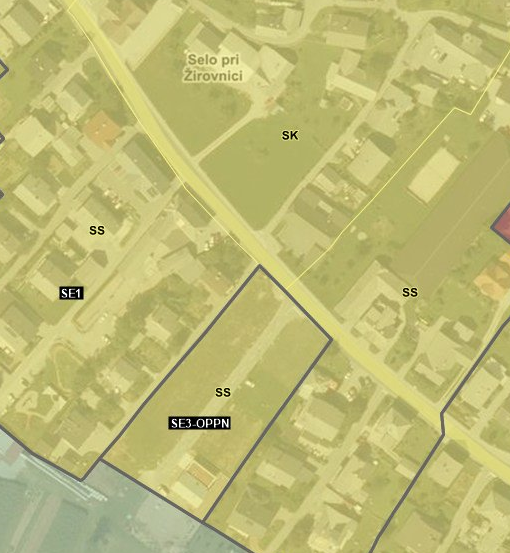 Selo pri
Žirovnici
SK
SS
SE1
SS
SS
SE3-OPPN